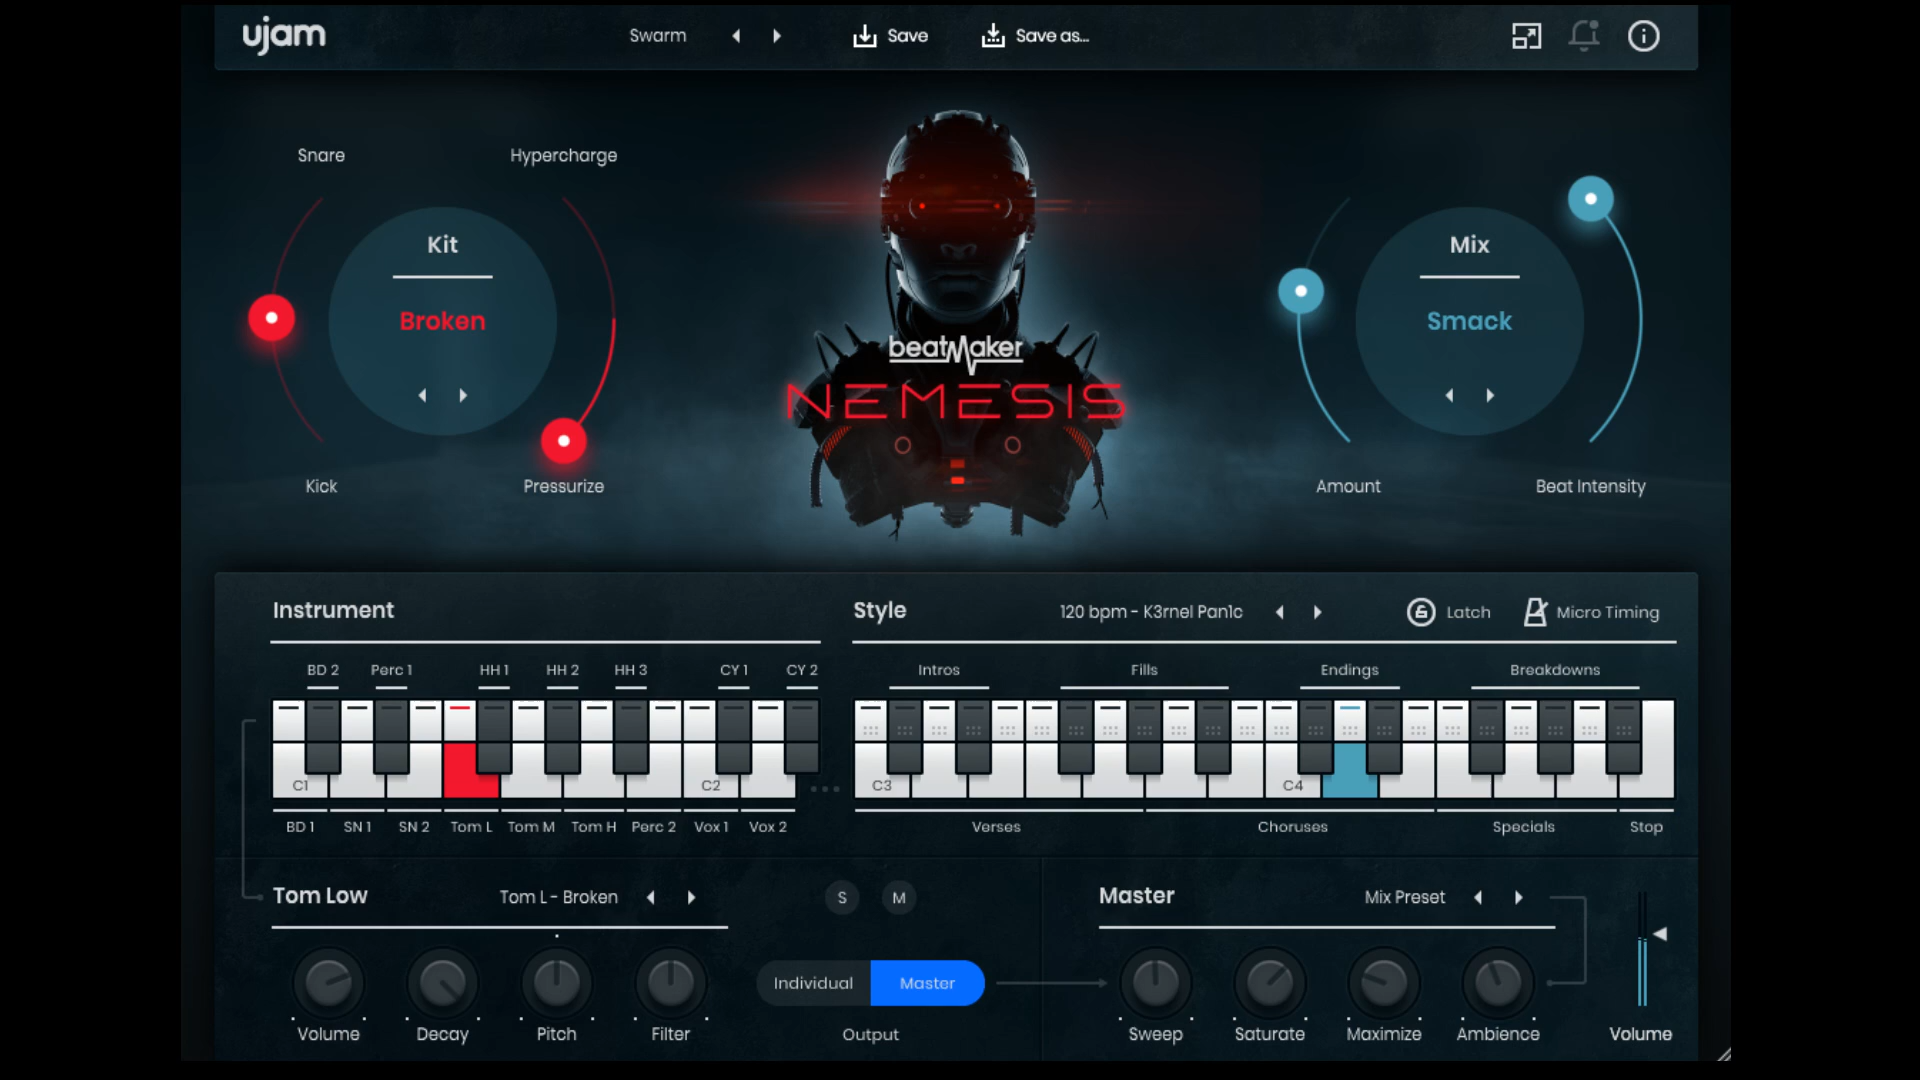 ujam
Swarm
Save
Save as...
Snare
Hypercharge
Kit
Broken
Kick
Pressurize
beatMaker
NEMESIS
Mix
Smack
Amount
Beat Intensity
Instrument
Style
120 bpm - K3rnel Pan1c
Latch
Micro Timing
BD 2
Perc 1
HH 1
HH 2
HH 3
CY 1
CY 2
Intros
Fills
Endings
Breakdowns
C1
C2
C3
C4
BD 1
SN 1
SN 2
Tom L
Tom M
Tom H
Perc 2
Vox 1
Vox 2
Verses
Choruses
Specials
Stop
Tom Low
Tom L - Broken
S
M
Master
Mix Preset
Individual
Master
Volume
Decay
Pitch
Filter
Output
Sweep
Saturate
Maximize
Ambience
Volume